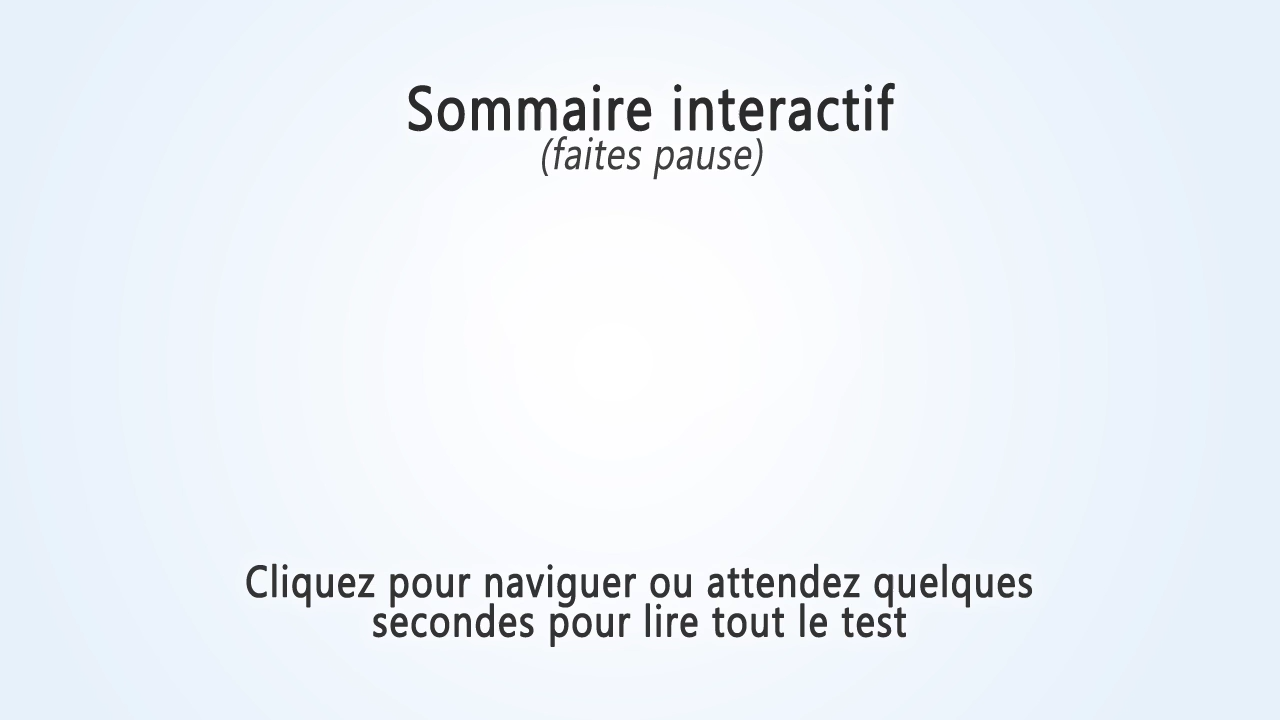 Sommaire interactif
(faites pause)
Cliquez pour naviguer ou attendez quelques
secondes pour lire tout le test